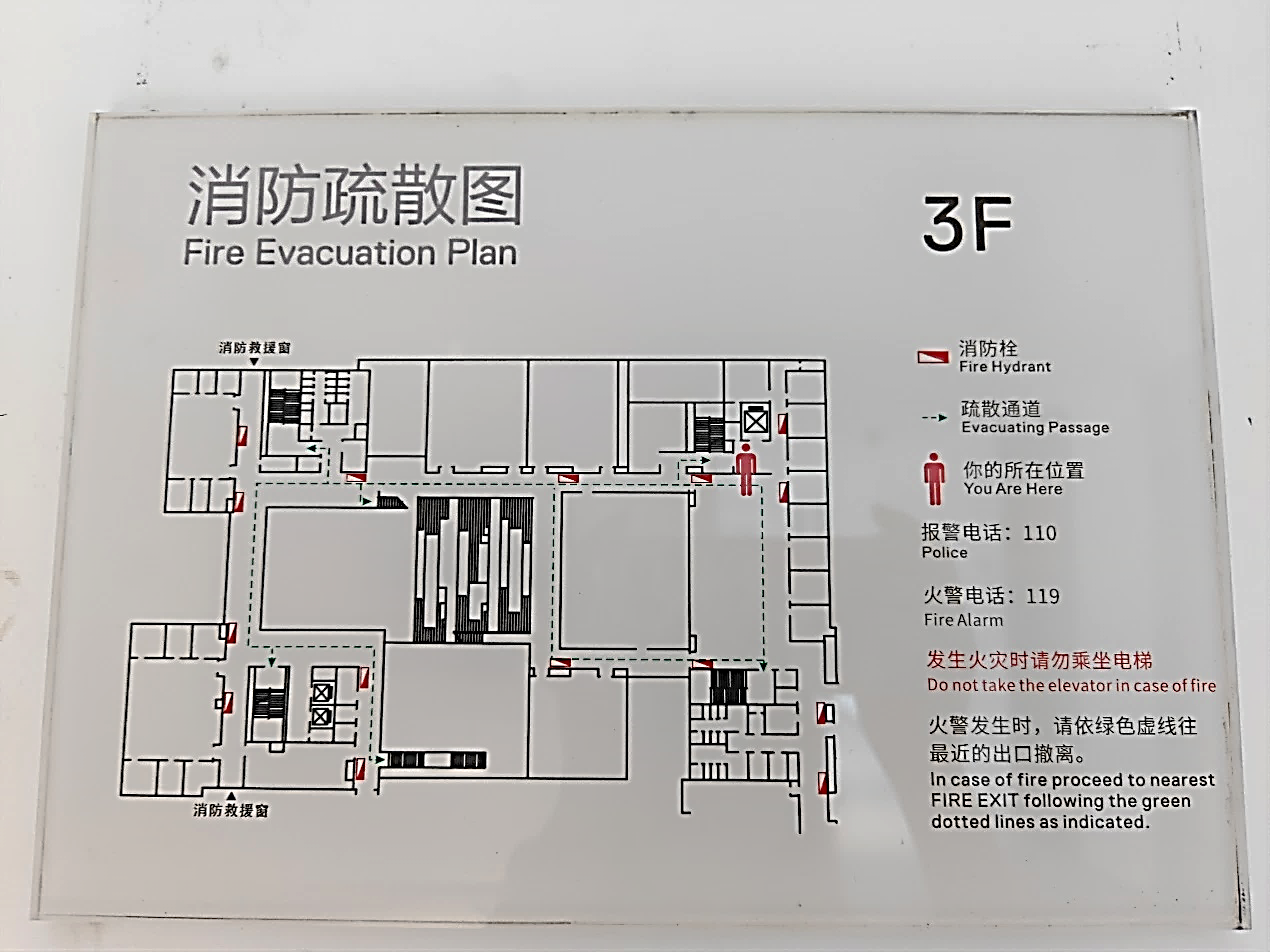 消防疏散图
Fire Evacuation Plan
3F
消防救援窗
消防救援窗
消防栓
Fire Hydrant
疏散通道
Evacuating Passage
你的所在位置
You Are Here
报警电话：110
Police
火警电话：119
Fire Alarm
发生火灾时请勿乘坐电梯
Do not take the elevator in case of fire
火警发生时，请依绿色虚线往
最近的出口撤离。
In case of fire proceed to nearest
FIRE EXIT following the green
dotted lines as indicated.